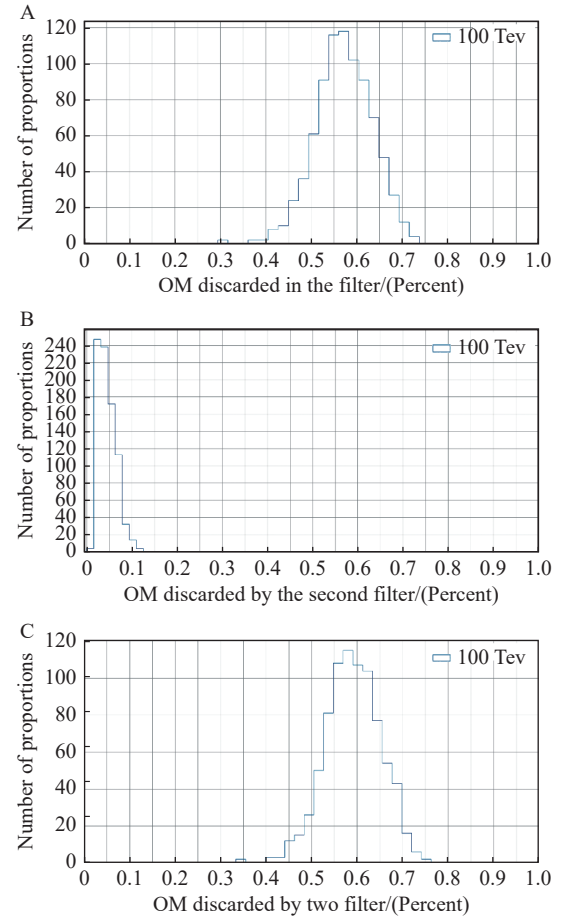 A
Number of proportions
120
100
80
60
40
20
0
100 Tev
0 0.1 0.2 0.3 0.4 0.5 0.6 0.7 0.8 0.9 1.0
OM discarded in the filter/(Percent)
B
Number of proportions
240
220
200
180
160
140
120
100
80
60
40
20
0
100 Tev
0 0.1 0.2 0.3 0.4 0.5 0.6 0.7 0.8 0.9 1.0
OM discarded by the second filter/(Percent)
C
Number of proportions
120
100
80
60
40
20
0
100 Tev
0 0.1 0.2 0.3 0.4 0.5 0.6 0.7 0.8 0.9 1.0
OM discarded by two filter/(Percent)